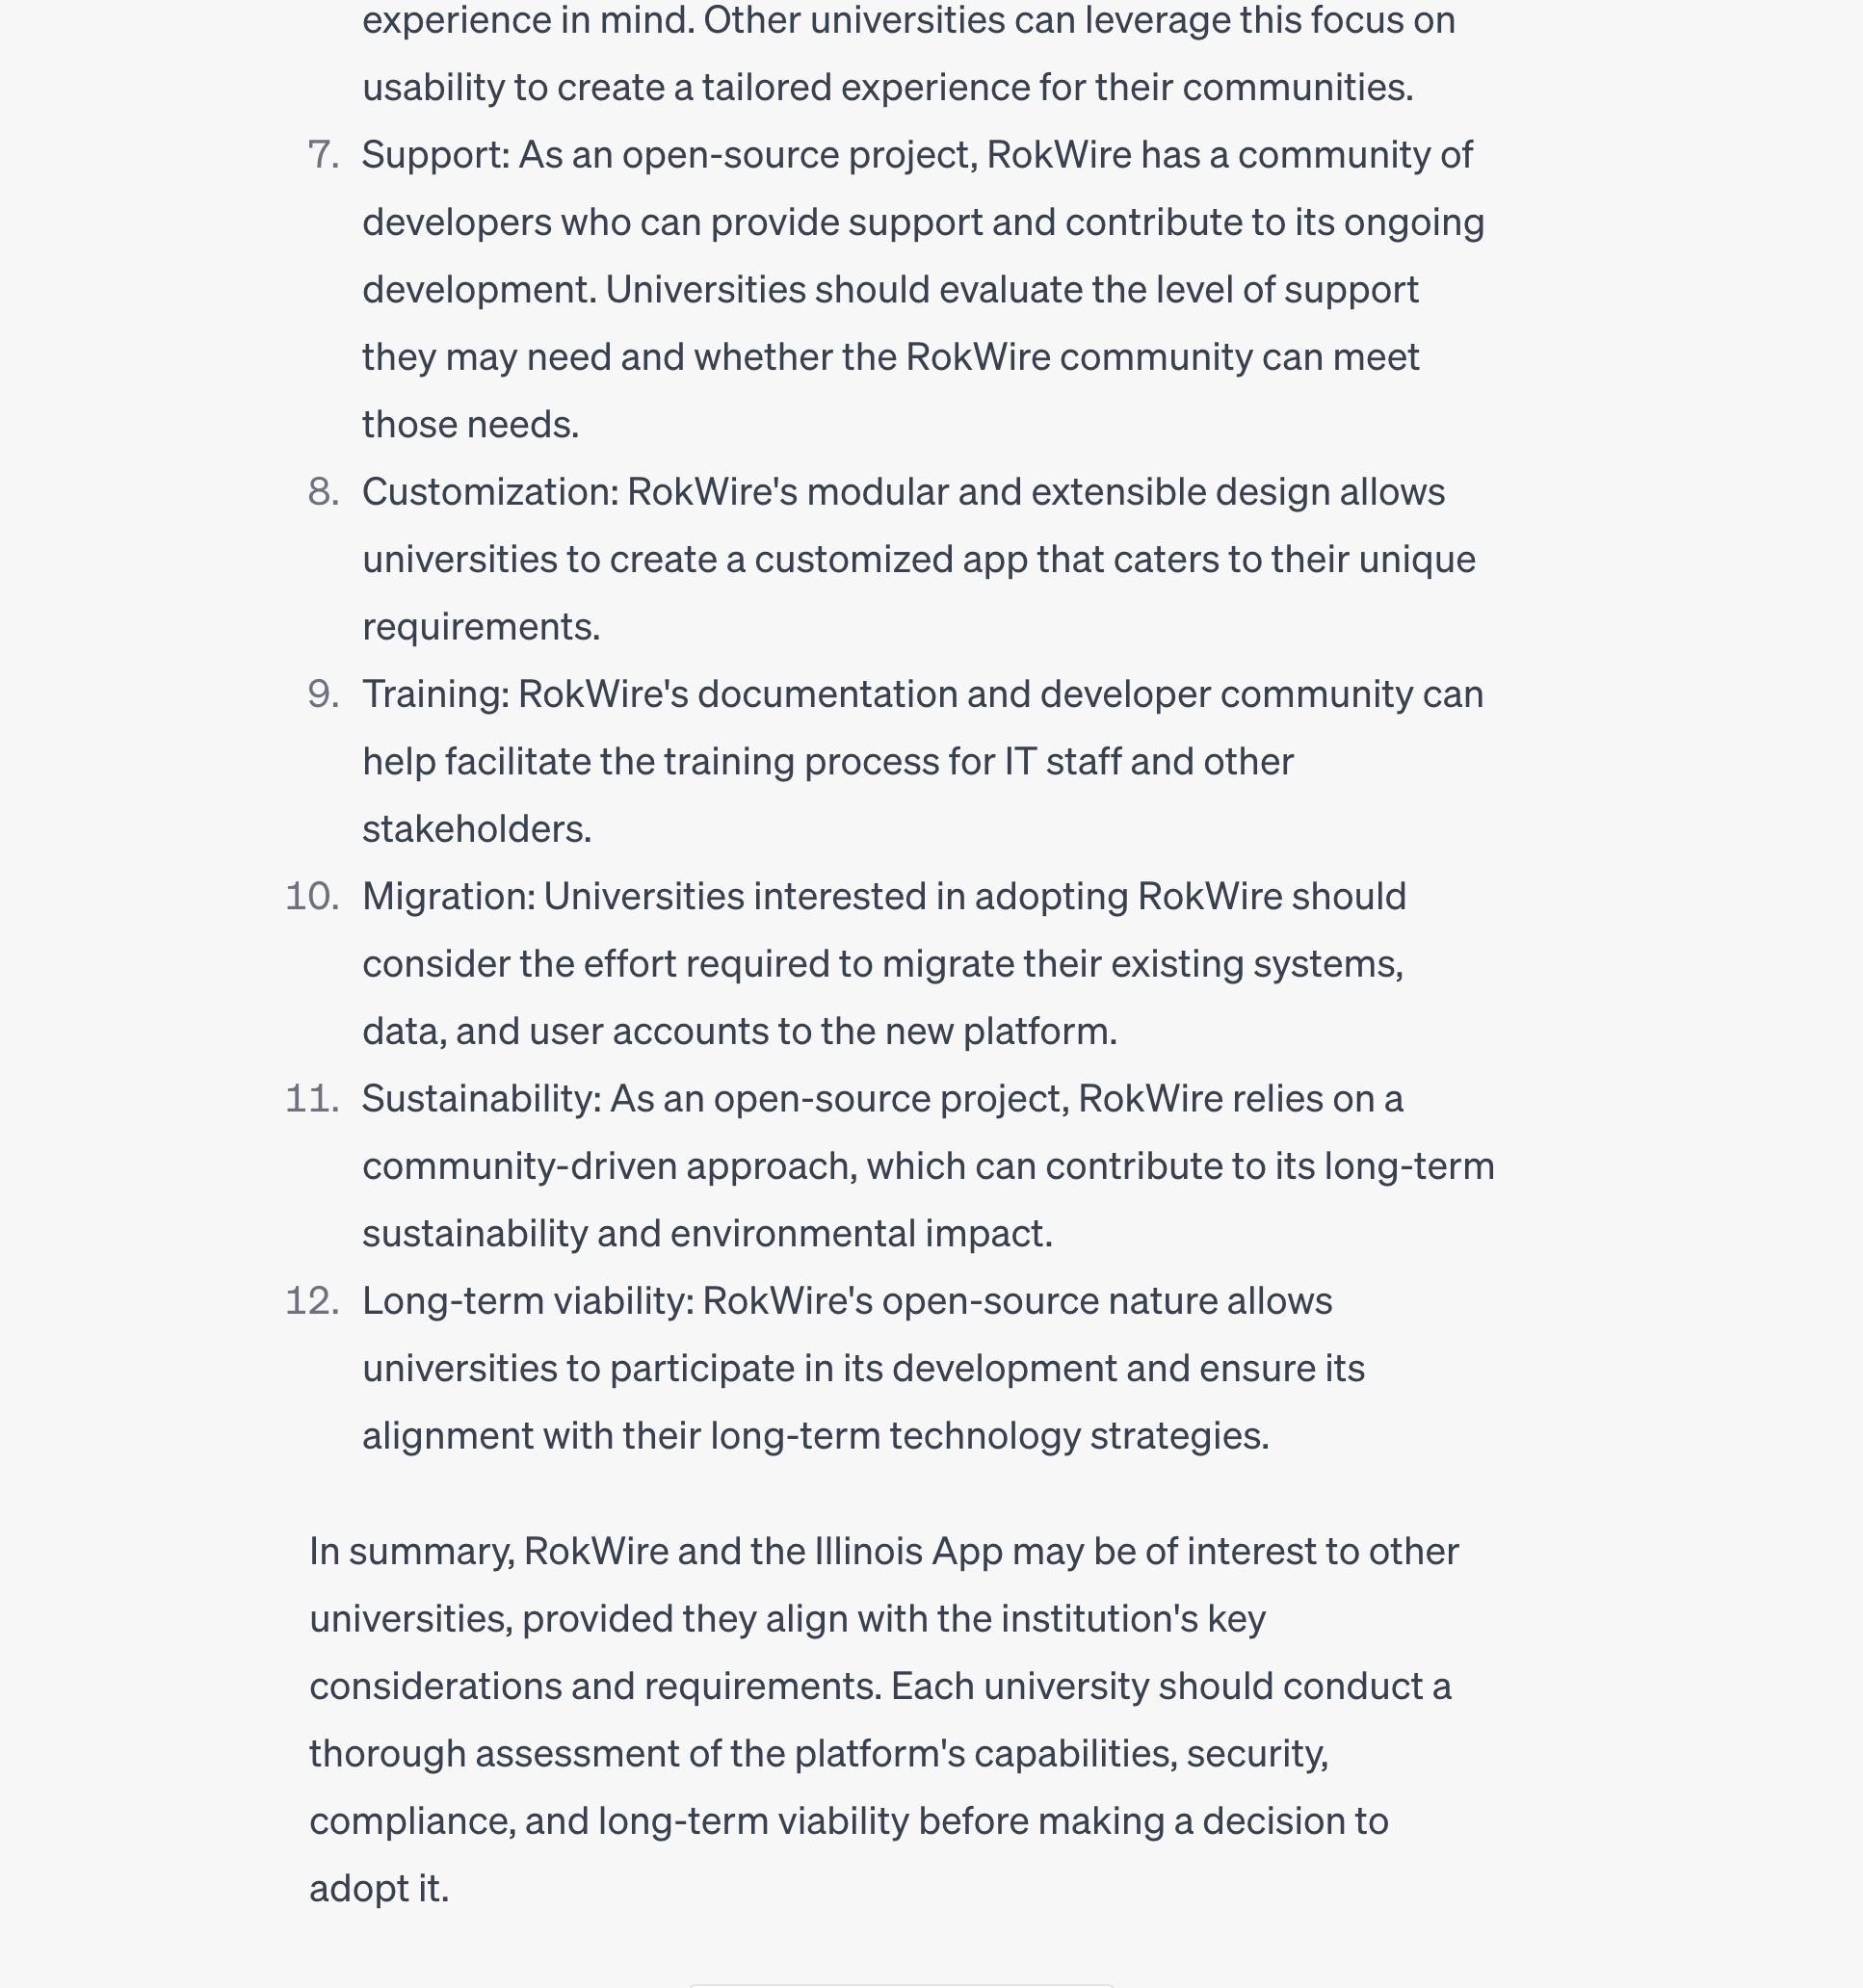 experience in mind. Other universities can leverage this focus on
usability to create a tailored experience for their communities.
7. Support: As an open-source project, RokWire has a community of
developers who can provide support and contribute to its ongoing
development. Universities should evaluate the level of support
they may need and whether the RokWire community can meet
those needs.
8. Customization: RokWire's modular and extensible design allows
universities to create a customized app that caters to their unique
requirements.
9. Training: RokWire's documentation and developer community can
help facilitate the training process for IT staff and other
stakeholders.
10. Migration: Universities interested in adopting RokWire should
consider the effort required to migrate their existing systems,
data, and user accounts to the new platform.
11. Sustainability: As an open-source project, RokWire relies on a
community-driven approach, which can contribute to its long-term
sustainability and environmental impact.
12. Long-term viability: RokWire's open-source nature allows
universities to participate in its development and ensure its
alignment with their long-term technology strategies.
In summary, RokWire and the Illinois App may be of interest to other
universities, provided they align with the institution's key
considerations and requirements. Each university should conduct a
thorough assessment of the platform's capabilities, security,
compliance, and long-term viability before making a decision to
adopt it.